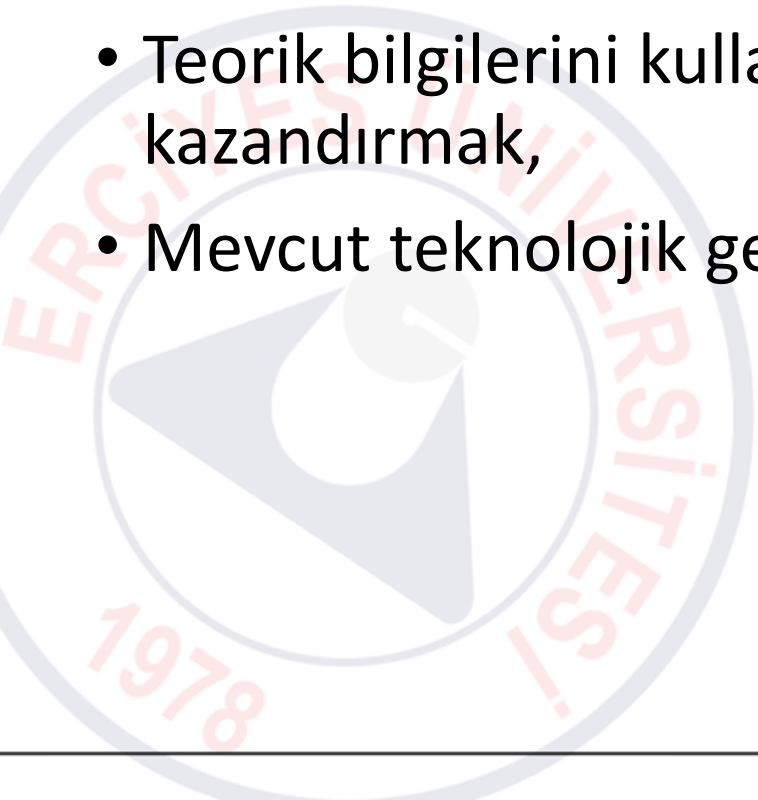 • Teorik bilgilerini kulla
kazandırmak,
• Mevcut teknolojik ge
ERCİYES ÜNİVERSİTESİ
1978